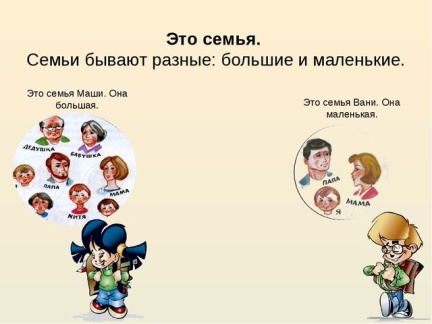 Это семья.
Семьи бывают разные: большие и маленькие.
Это семья Маши. Она
большая.
ДЕДУШКА
БАБУШКА
ПАПА
МАМА
НИТА
Это семья Вани. Она
маленькая.
ПАПА
МАМА
Я